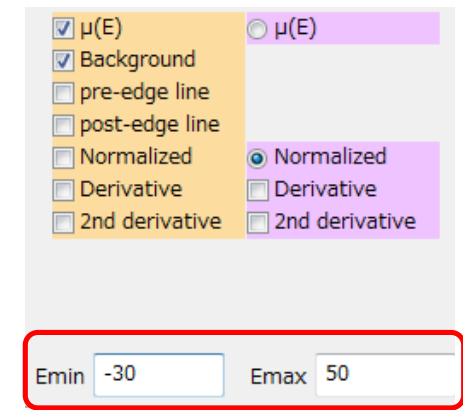 μ(E) μ(E)
Background
pre-edge line
post-edge line
Normalized Normalized
Derivative Derivative
2nd derivative 2nd derivative
Emin -30 Emax 50